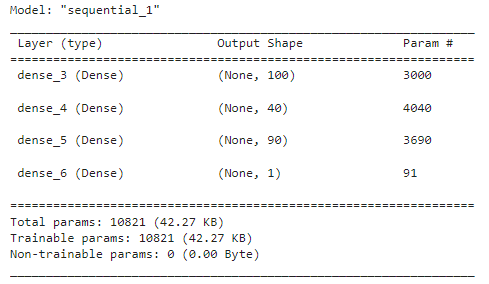 Model: "sequential_1"
_________________________________________________________________
Layer (type) Output Shape Param #
=================================================================
dense_3 (Dense) (None, 100) 3000
dense_4 (Dense) (None, 40) 4040
dense_5 (Dense) (None, 90) 3690
dense_6 (Dense) (None, 1) 91
=================================================================
Total params: 10821 (42.27 KB)
Trainable params: 10821 (42.27 KB)
Non-trainable params: 0 (0.00 Byte)
_________________________________________________________________